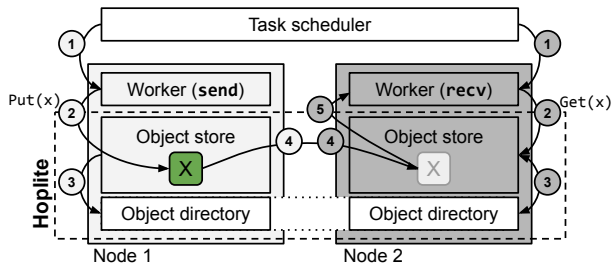 Task scheduler
1
1
Worker (send)
Worker (recv)
Put(x)
2
5
2
Get(x)
Object store
Object store
4
4
X
X
3
3
Hoplite
Object directory
Object directory
Node 1
Node 2